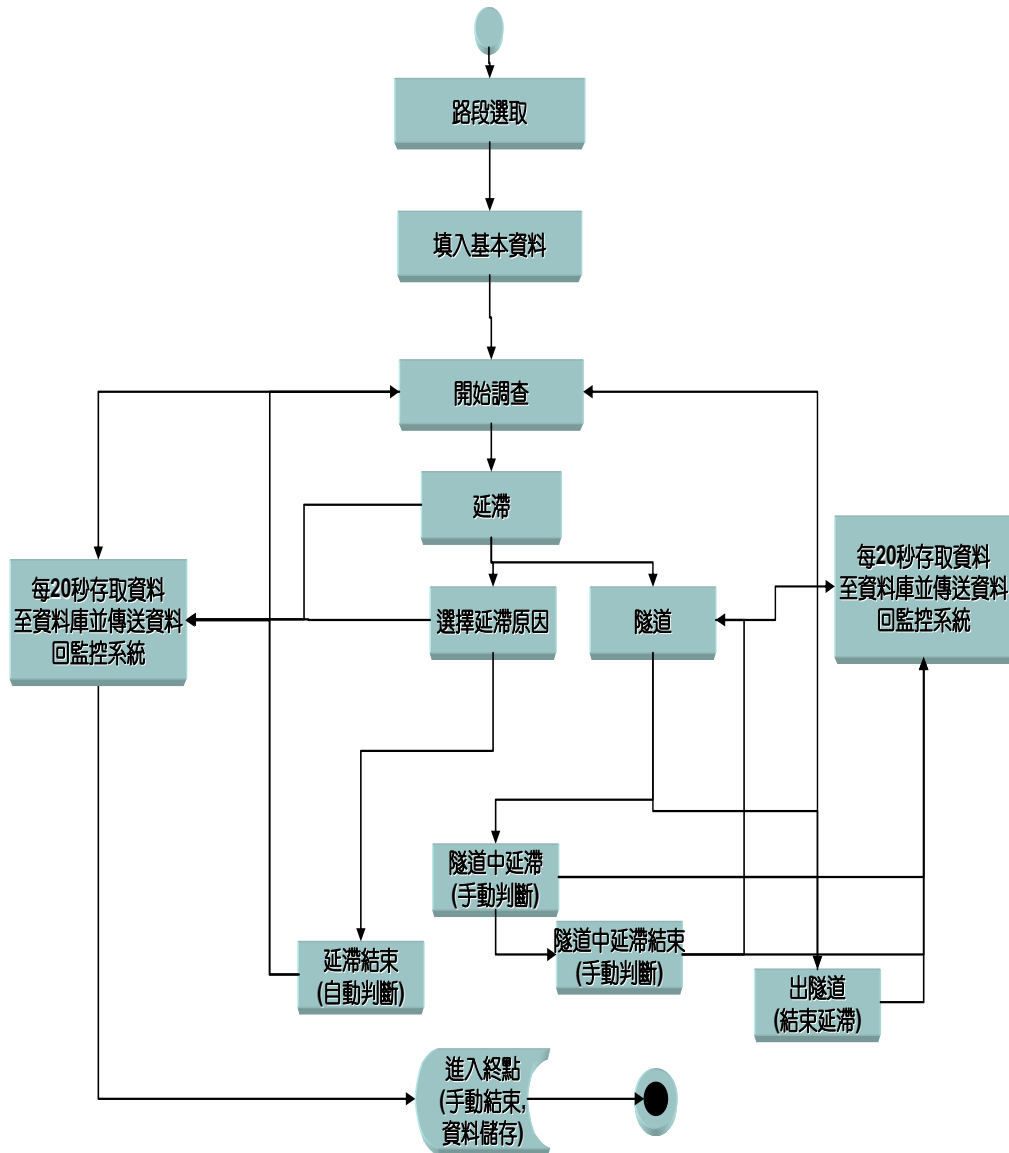 路段選取
填入基本資料
開始調查
延滯
每20秒存取資料
至資料庫並傳送資料
回監控系統
選擇延滯原因
隧道
每20秒存取資料
至資料庫並傳送資料
回監控系統
隧道中延滯
(手動判斷)
隧道中延滯結束
(手動判斷)
延滯結束
(自動判斷)
出隧道
(結束延滯)
進入終點
(手動結束,
資料儲存)